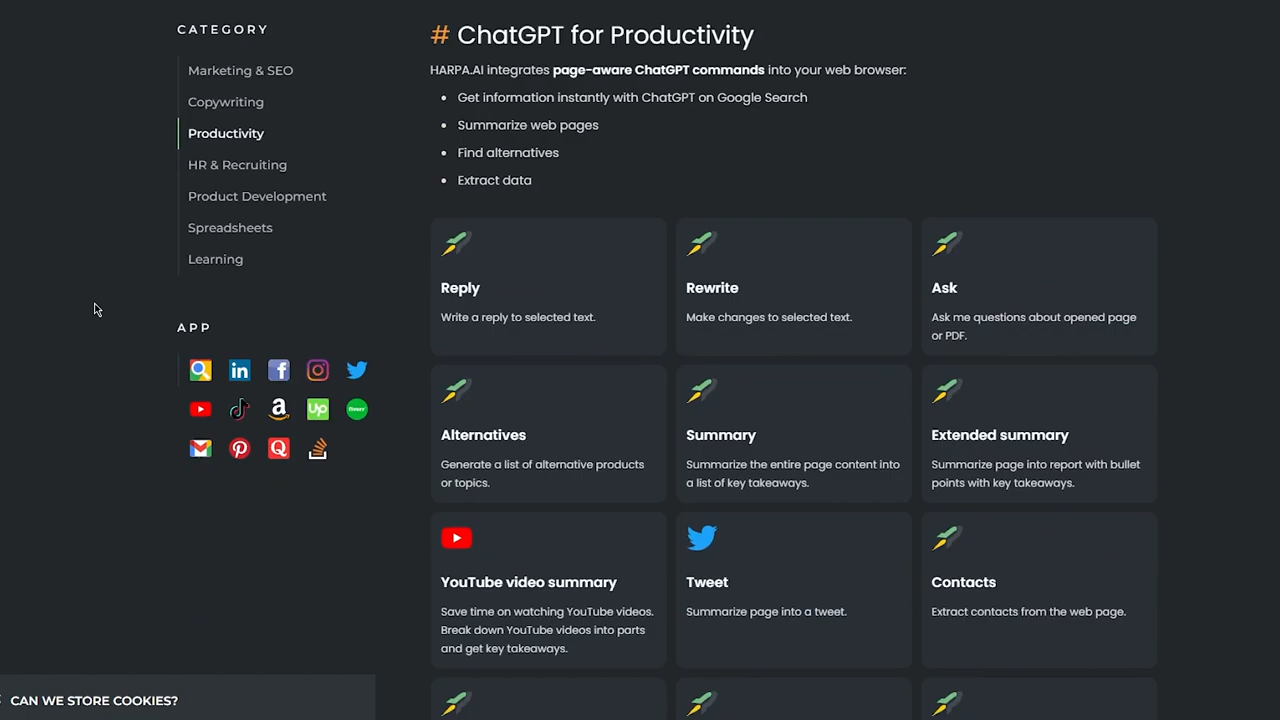 CATEGORY
Marketing & SEO
Copywriting
Productivity
HR & Recruiting
Product Development
Spreadsheets
Learning
APP
in
f
a
Up
fiverr
Q
# ChatGPT for Productivity
HARPA.AI integrates page-aware ChatGPT commands into your web browser:
• Get information instantly with ChatGPT on Google Search
• Summarize web pages
• Find alternatives
• Extract data
Reply
Write a reply to selected text.
Rewrite
Make changes to selected text.
Ask
Ask me questions about opened page
or PDF.
Alternatives
Generate a list of alternative products
or topics.
Summary
Summarize the entire page content into
a list of key takeaways.
Extended summary
Summarize page into report with bullet
points with key takeaways.
YouTube video summary
Save time on watching YouTube videos.
Break down YouTube videos into parts
and get key takeaways.
Tweet
Summarize page into a tweet.
Contacts
Extract contacts from the web page.
CAN WE STORE COOKIES?